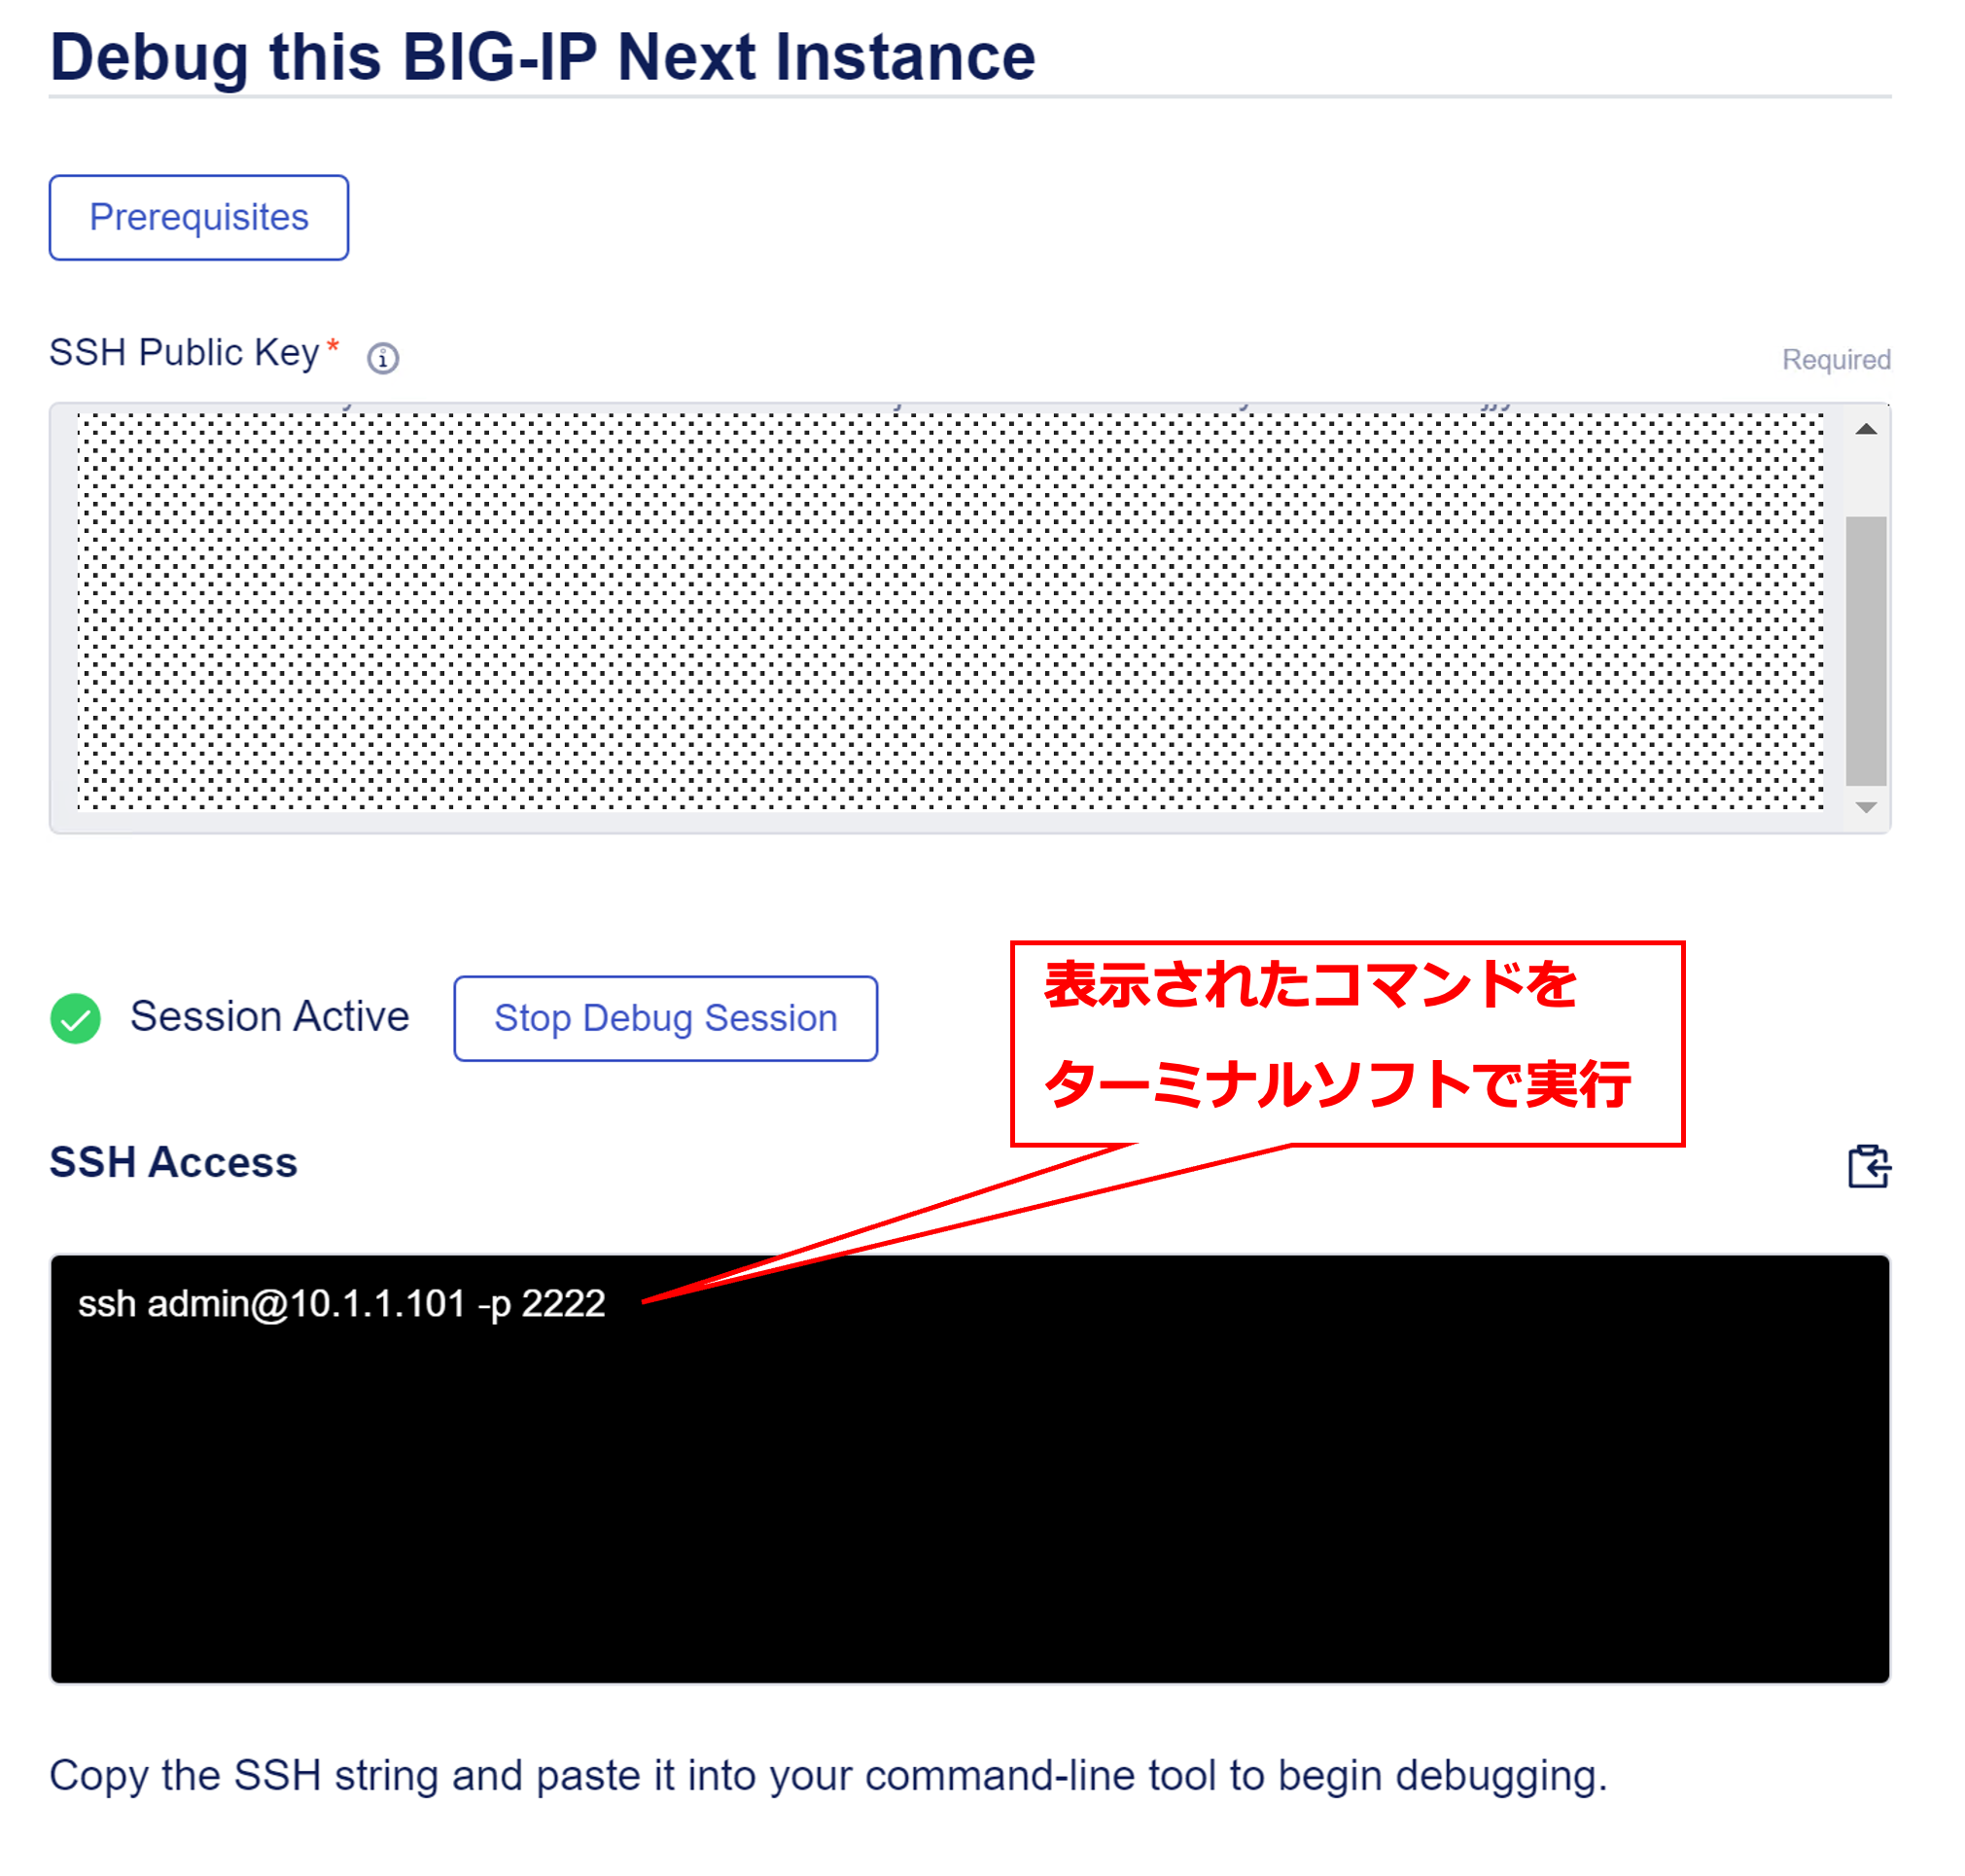 Debug this BIG-IP Next Instance
Prerequisites
SSH Public Key*
Required
Session Active
Stop Debug Session
表示されたコマンドを
ターミナルソフトで実行
SSH Access
ssh admin@10.1.1.101 -p 2222
Copy the SSH string and paste it into your command-line tool to begin debugging.